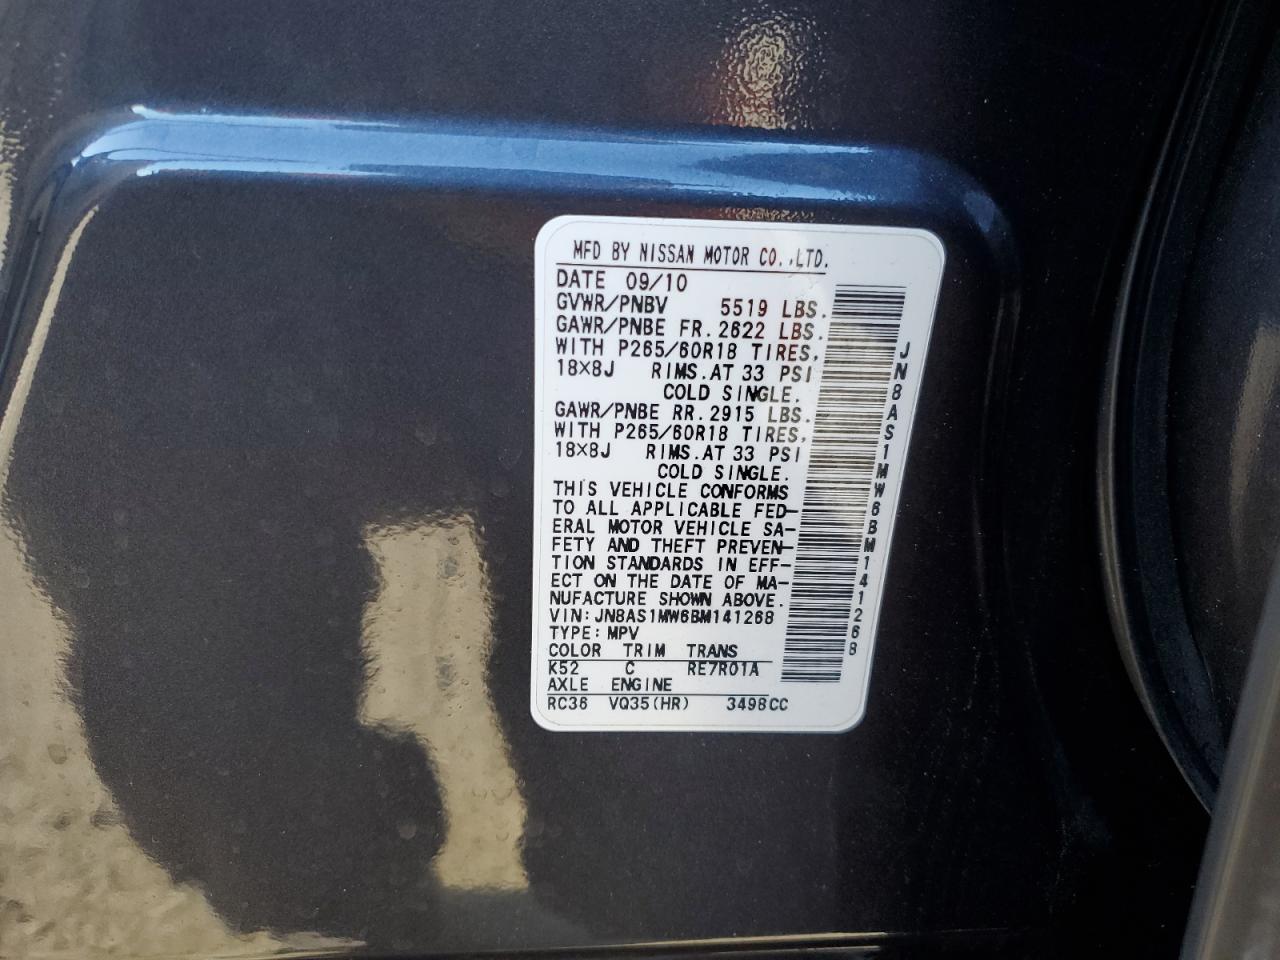 MFD BY NISSAN MOTOR CO.,LTD.
DATE 09/10
GVWR/PNBV 5519 LBS.
GAWR/PNBE FR.2622 LBS.
WITH P265/60R18 TIRES,
18×8J RIMS.AT 33 PSI
COLD SINGLE.
GAWR/PNBE RR.2915 LBS.
WITH P265/60R18 TIRES,
18×8J RIMS.AT 33 PSI
COLD SINGLE.
THIS VEHICLE CONFORMS
TO ALL APPLICABLE FED-
ERAL MOTOR VEHICLE SA-
FETY AND THEFT PREVEN-
TION STANDARDS IN EFF-
ECT ON THE DATE OF MA-
NUFACTURE SHOWN ABOVE.
VIN:JN8AS1MW6BM141268
TYPE:MPV
COLOR TRIM TRANS
K52 C RE7R01A
AXLE ENGINE
RC36 VQ35(HR) 3498CC
JN8AS1MW6BM141268